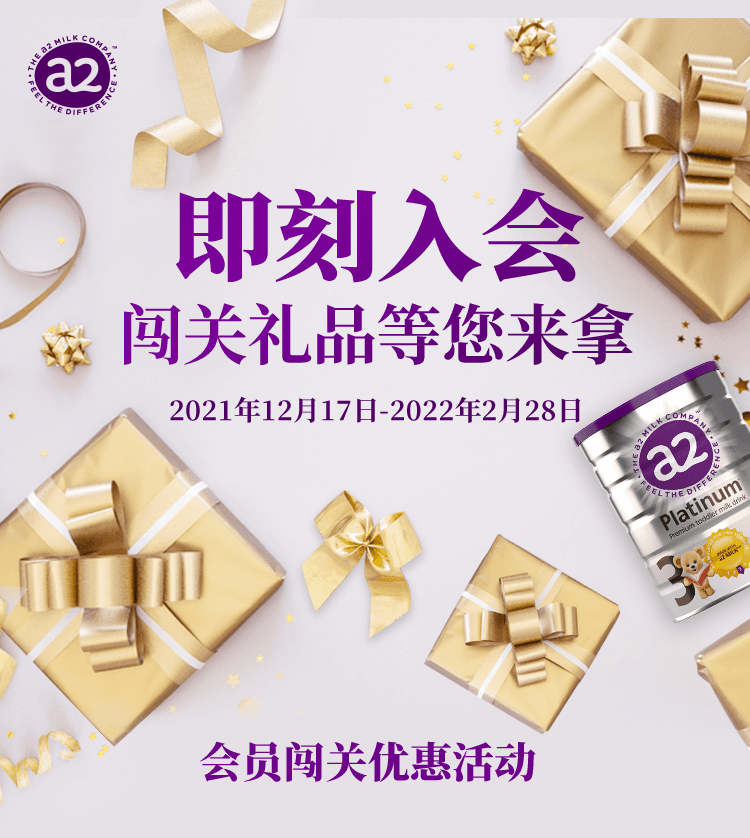 THE a2 MILK COMPANY™
a2
FEEL THE DIFFERENCE
即刻入会
闯关礼品等您来拿
2021年12月17日-2022年2月28日
THE a2 MILK COMPANY
a2
FEEL THE DIFFERENCE
Platinum
Premium toddler milk drink
3
会员闯关优惠活动